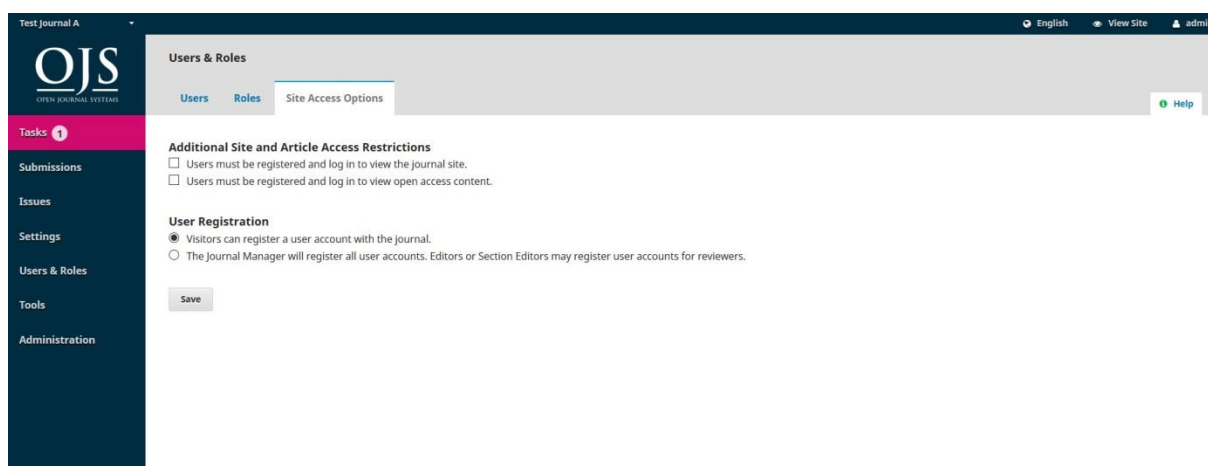 Test Journal A
English
View Site
admi
OJS
OPEN JOURNAL SYSTEMS
Users & Roles
Users
Roles
Site Access Options
Help
Tasks 1
Submissions
Issues
Settings
Users & Roles
Tools
Administration
Additional Site and Article Access Restrictions
Users must be registered and log in to view the journal site.
Users must be registered and log in to view open access content.
User Registration
Visitors can register a user account with the journal.
The Journal Manager will register all user accounts. Editors or Section Editors may register user accounts for reviewers.
Save